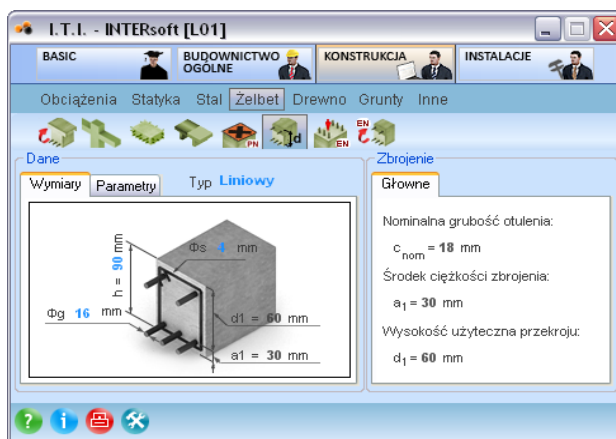 I.T.I. - INTERsoft [L01]
BASIC
BUDOWNICTWO
OGÓLNE
KONSTRUKCJA
INSTALACJE
Obciążenia Statyka Stal Żelbet Drewno Grunty Inne
PN d EN EN
Dane
Wymiary Parametry Typ Liniowy
Φs 4 mm
h = 90 mm
Φg 16 mm
d1 = 60 mm
a1 = 30 mm
Zbrojenie
Głowne
Nominalna grubość otulenia:
c nom = 18 mm
Środek ciężkości zbrojenia:
a1 = 30 mm
Wysokość użyteczna przekroju:
d1 = 60 mm